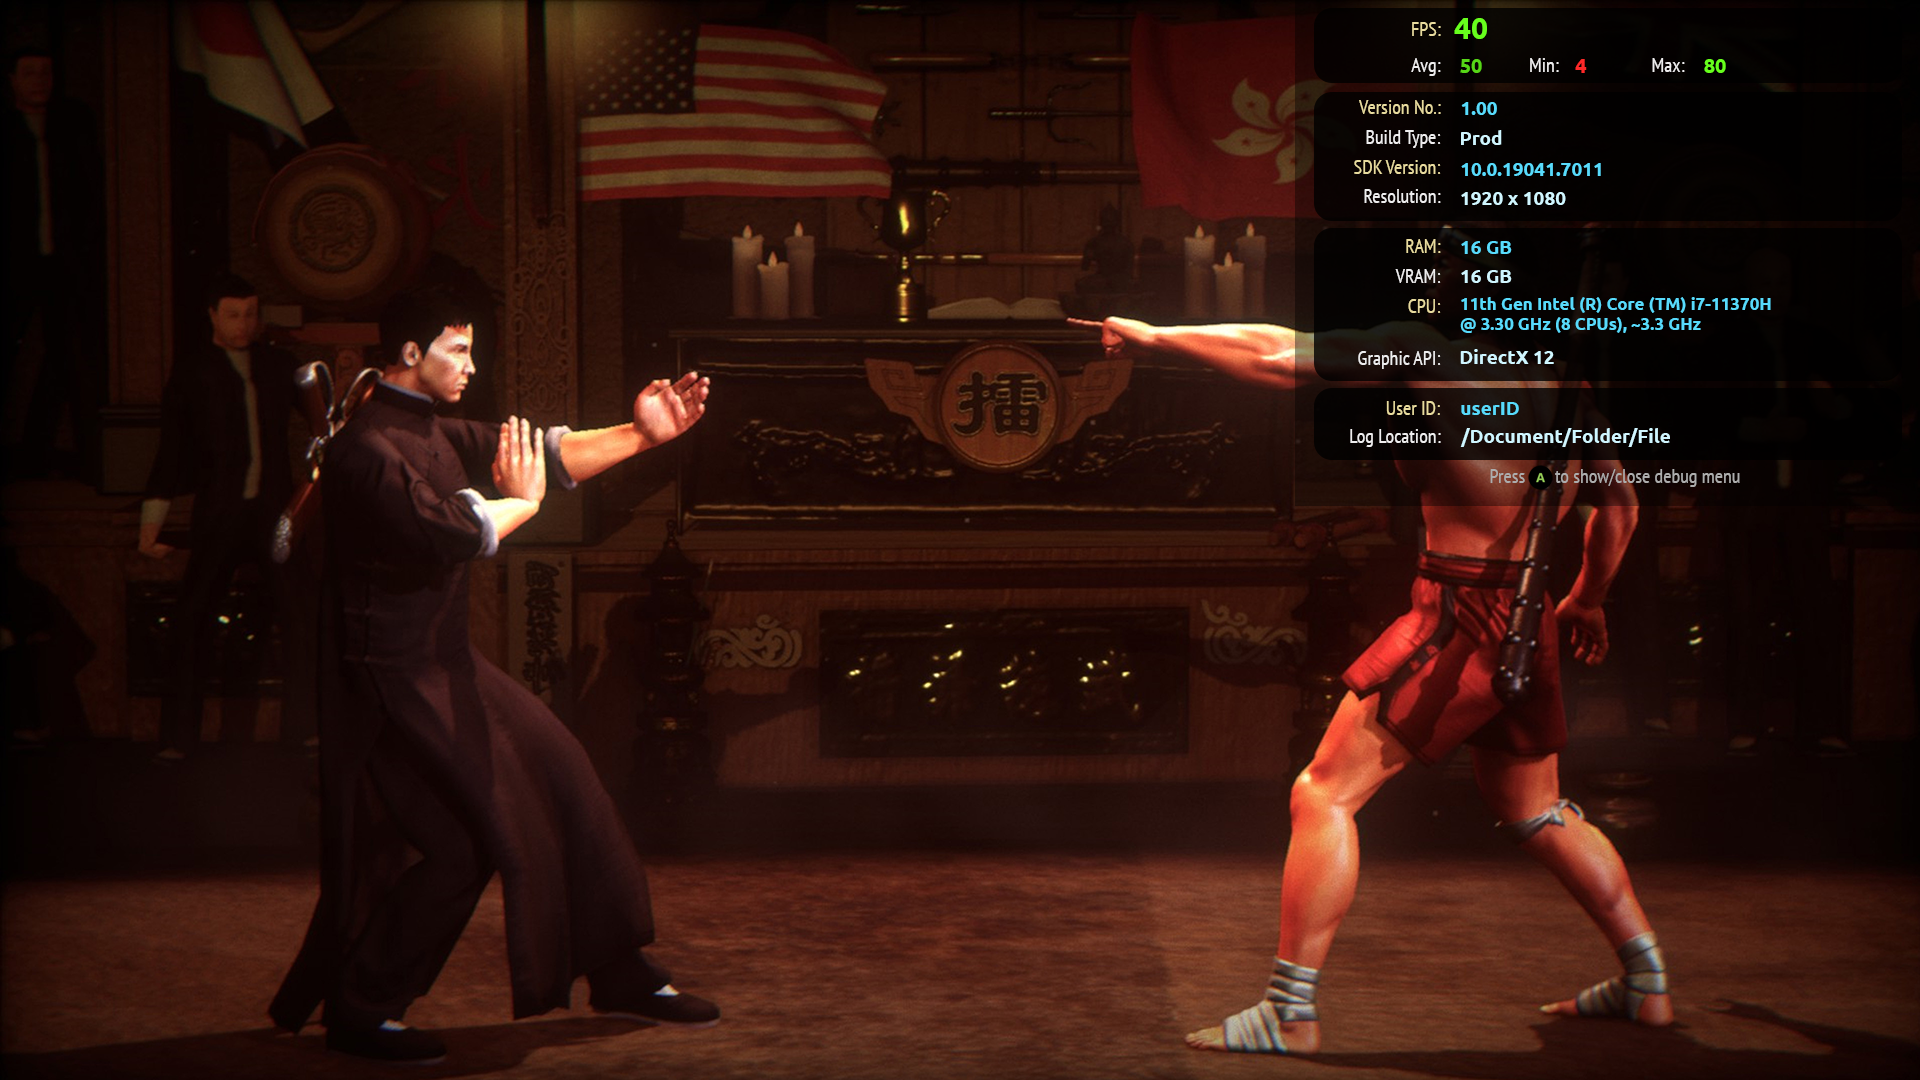 FPS: 40
Avg: 50 Min: 4 Max: 80
Version No.: 1.00
Build Type: Prod
SDK Version: 10.0.19041.7011
Resolution: 1920 x 1080
RAM: 16 GB
VRAM: 16 GB
CPU: 11th Gen Intel (R) Core (TM) i7-11370H
@ 3.30 GHz (8 CPUs), ~3.3 GHz
Graphic API: DirectX 12
擂
User ID: userID
Log Location: /Document/Folder/File
Press A to show/close debug menu